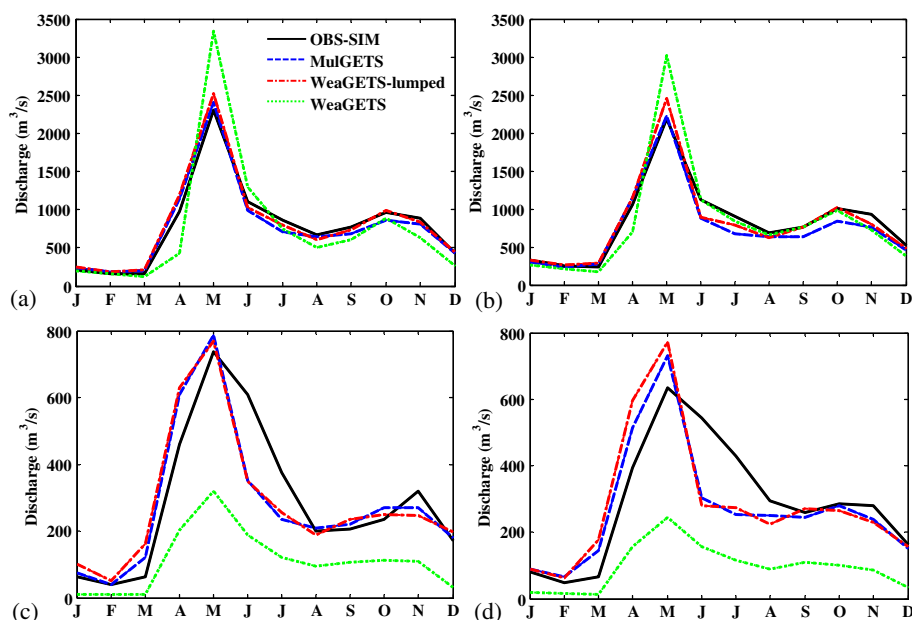 3500
3000
2500
2000
1500
1000
500
0
Discharge (m³/s)
J F M A M J J A S O N D
(a)
OBS-SIM
MulGETS
WeaGETS-lumped
WeaGETS
3500
3000
2500
2000
1500
1000
500
0
Discharge (m³/s)
J F M A M J J A S O N D
(b)
800
600
400
200
0
Discharge (m³/s)
J F M A M J J A S O N D
(c)
800
600
400
200
0
Discharge (m³/s)
J F M A M J J A S O N D
(d)